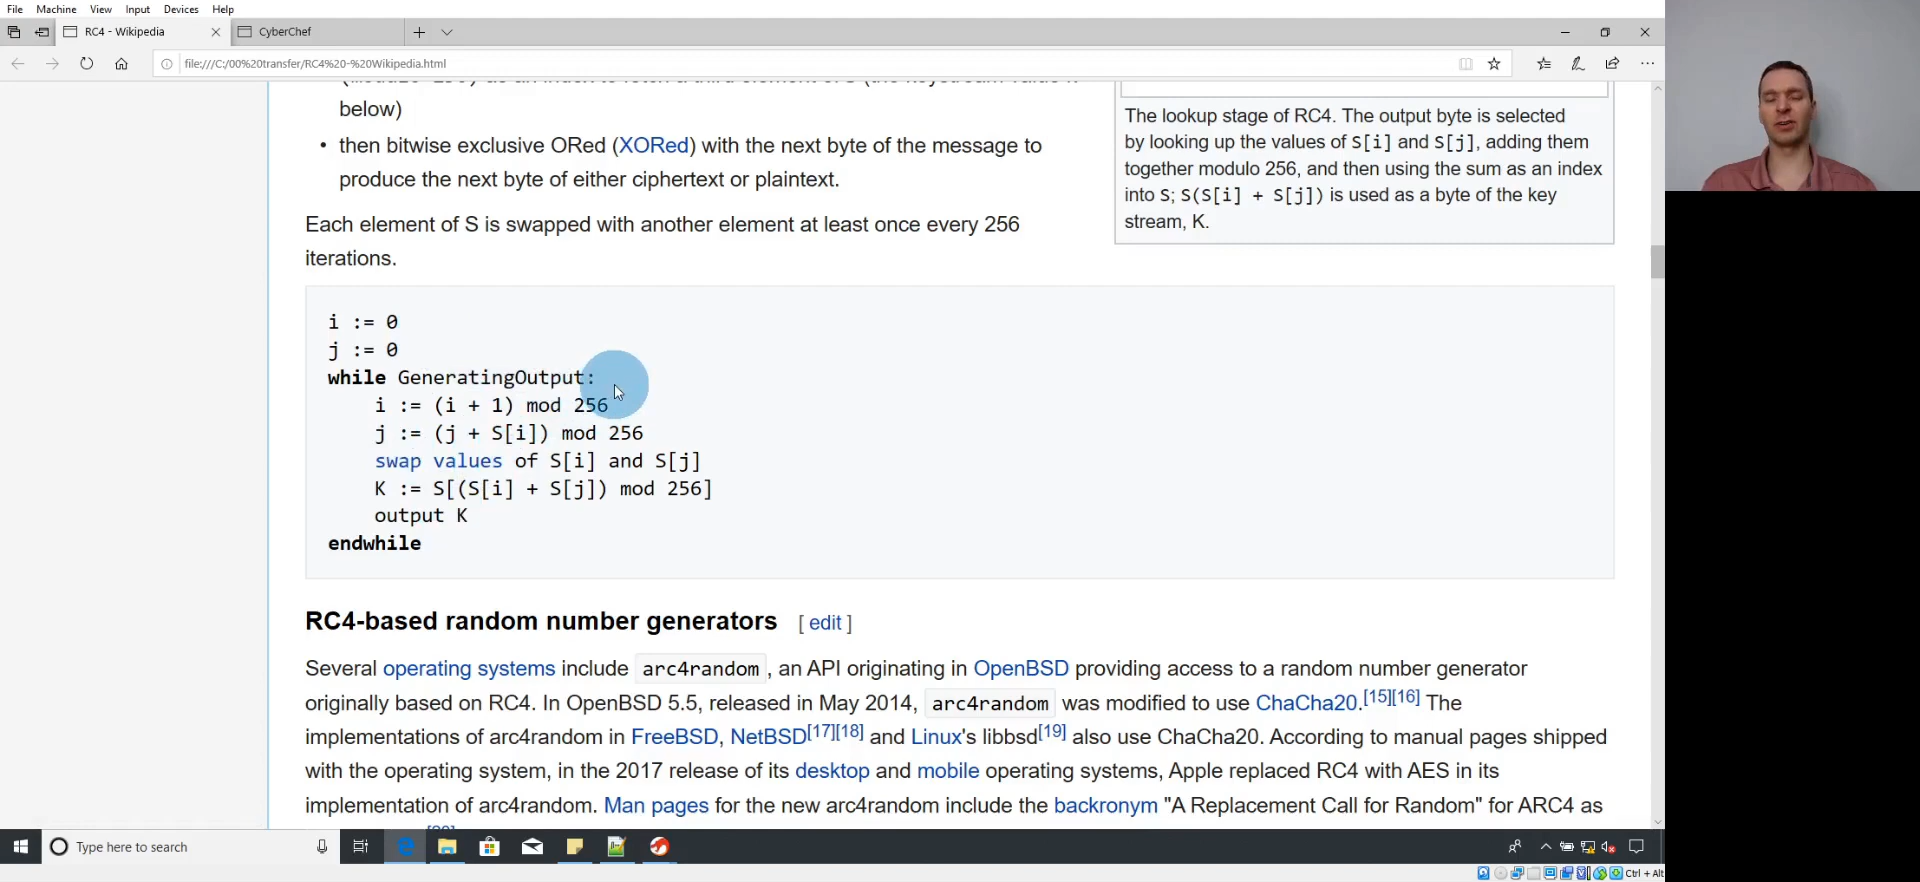 File Machine View Input Devices Help
RC4 - Wikipedia
CyberChef
file:///C:/00%20transfer/RC4%20-%20Wikipedia.html
below)
• then bitwise exclusive ORed (XORed) with the next byte of the message to
produce the next byte of either ciphertext or plaintext.
Each element of S is swapped with another element at least once every 256
iterations.
The lookup stage of RC4. The output byte is selected
by looking up the values of S[i] and S[j], adding them
together modulo 256, and then using the sum as an index
into S; S(S[i] + S[j]) is used as a byte of the key
stream, K.
i := 0
j := 0
while GeneratingOutput:
i := (i + 1) mod 256
j := (j + S[i]) mod 256
swap values of S[i] and S[j]
K := S[(S[i] + S[j]) mod 256]
output K
endwhile
RC4-based random number generators [ edit ]
Several operating systems include arc4random, an API originating in OpenBSD providing access to a random number generator
originally based on RC4. In OpenBSD 5.5, released in May 2014, arc4random was modified to use ChaCha20.[15][16] The
implementations of arc4random in FreeBSD, NetBSD[17][18] and Linux's libbsd[19] also use ChaCha20. According to manual pages shipped
with the operating system, in the 2017 release of its desktop and mobile operating systems, Apple replaced RC4 with AES in its
implementation of arc4random. Man pages for the new arc4random include the backronym "A Replacement Call for Random" for ARC4 as
Type here to search
Ctrl + Alt